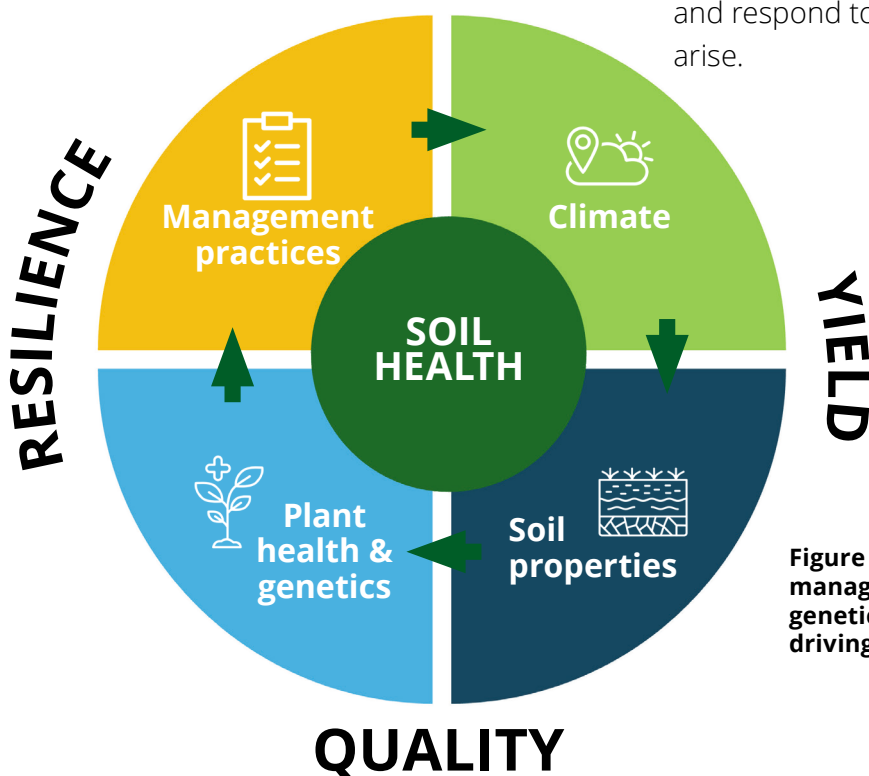 and respond to
arise.
RESILIENCE
Management
practices
Climate
SOIL
HEALTH
YIELD
Plant
health &
genetics
Soil
properties
Figure
manag
genetic
driving
QUALITY